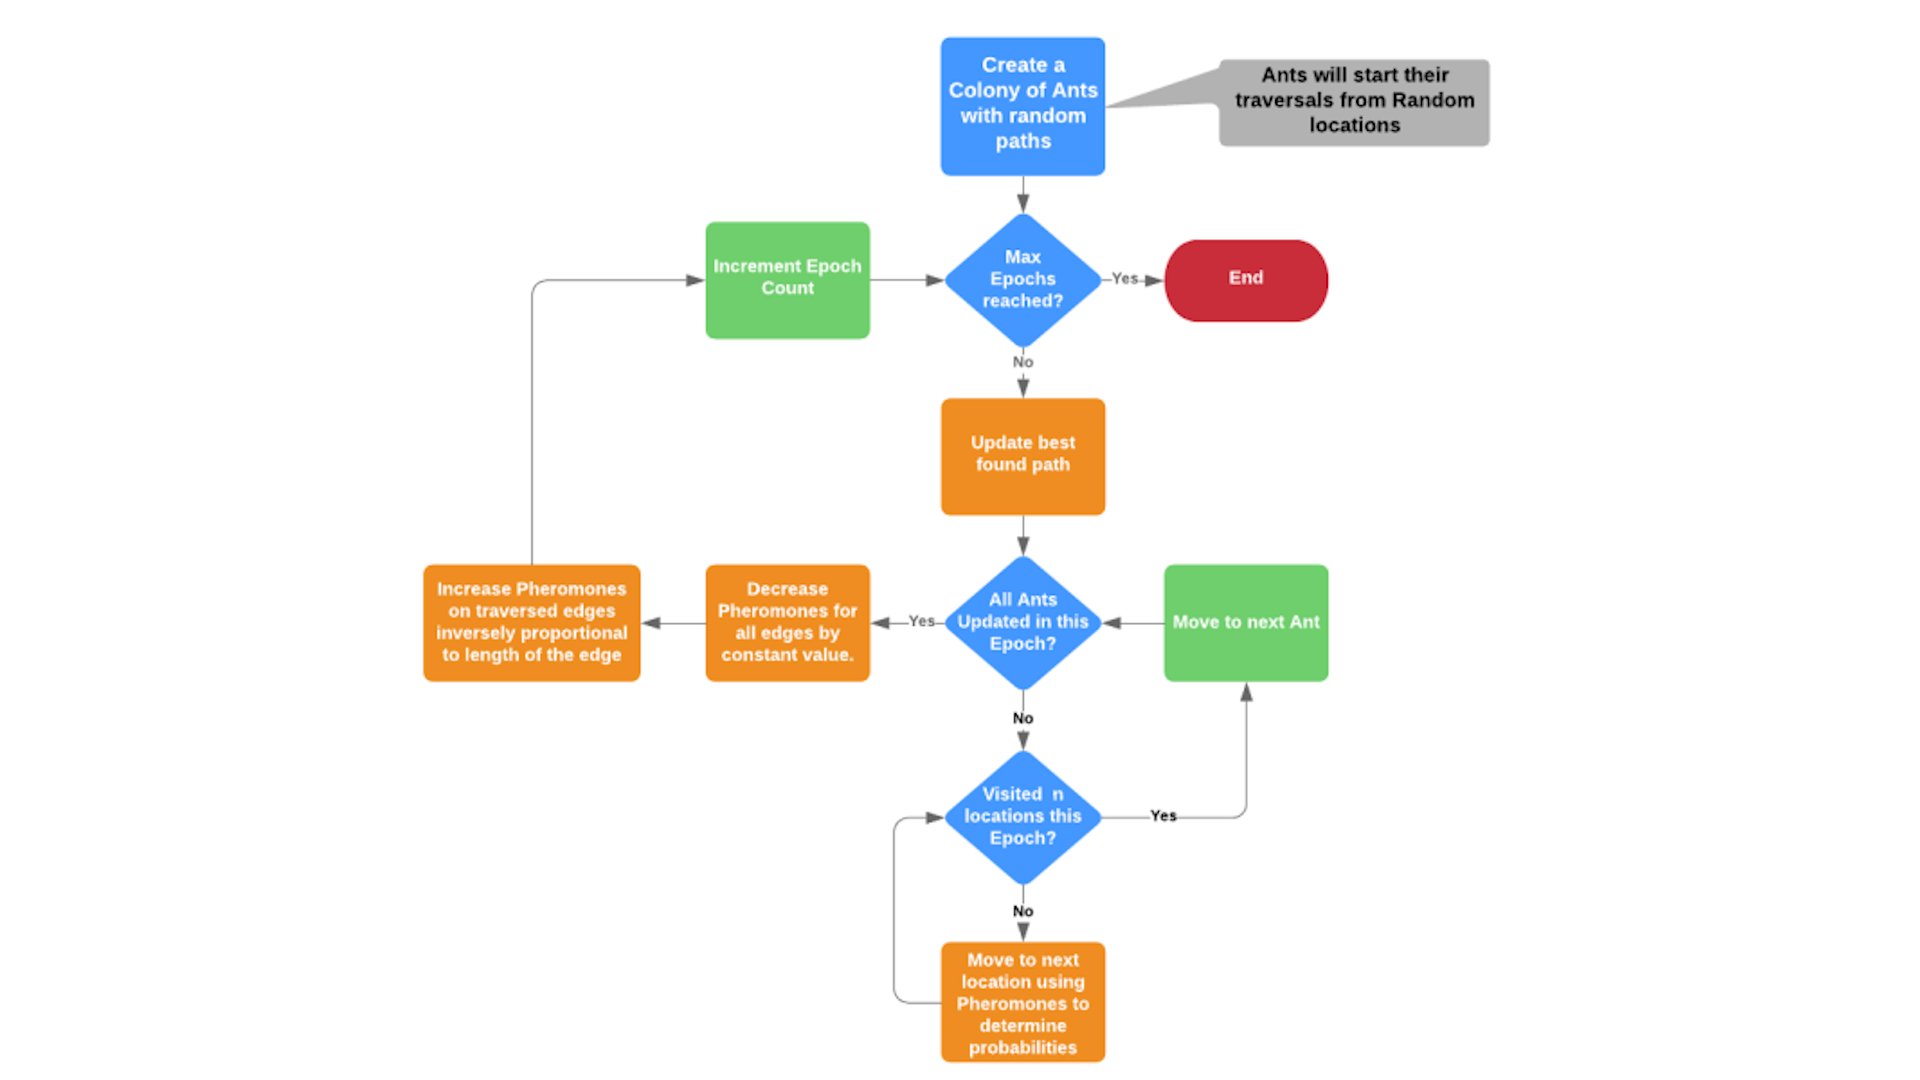 Create a
Colony of Ants
with random
paths
Ants will start their
traversals from Random
locations
Increment Epoch
Count
Max
Epochs
reached?
Yes
End
No
Update best
found path
Increase Pheromones
on traversed edges
inversely proportional
to length of the edge
Decrease
Pheromones for
all edges by
constant value.
Yes
All Ants
Updated in this
Epoch?
Move to next Ant
No
Visited  n
locations this
Epoch?
Yes
No
Move to next
location using
Pheromones to
determine
probabilities